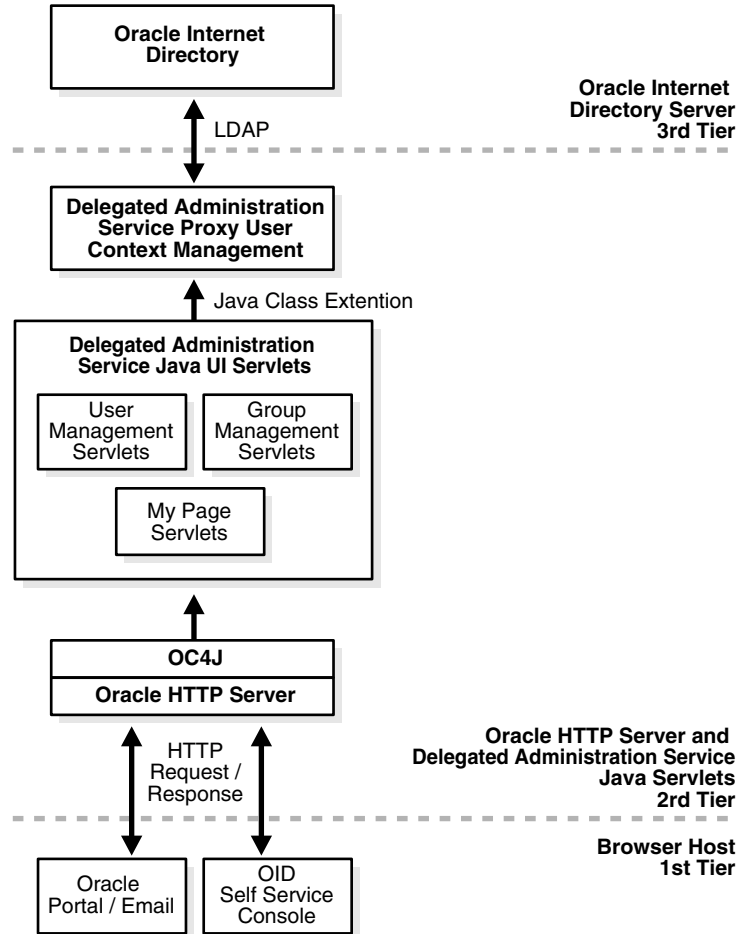 Oracle Internet
Directory
Oracle Internet
Directory Server
3rd Tier
LDAP
Delegated Administration
Service Proxy User
Context Management
Java Class Extention
Delegated Administration
Service Java UI Servlets
User
Management
Servlets
Group
Management
Servlets
My Page
Servlets
OC4J
Oracle HTTP Server
HTTP
Request /
Response
Oracle HTTP Server and
Delegated Administration Service
Java Servlets
2rd Tier
Browser Host
1st Tier
Oracle
Portal / Email
OID
Self Service
Console